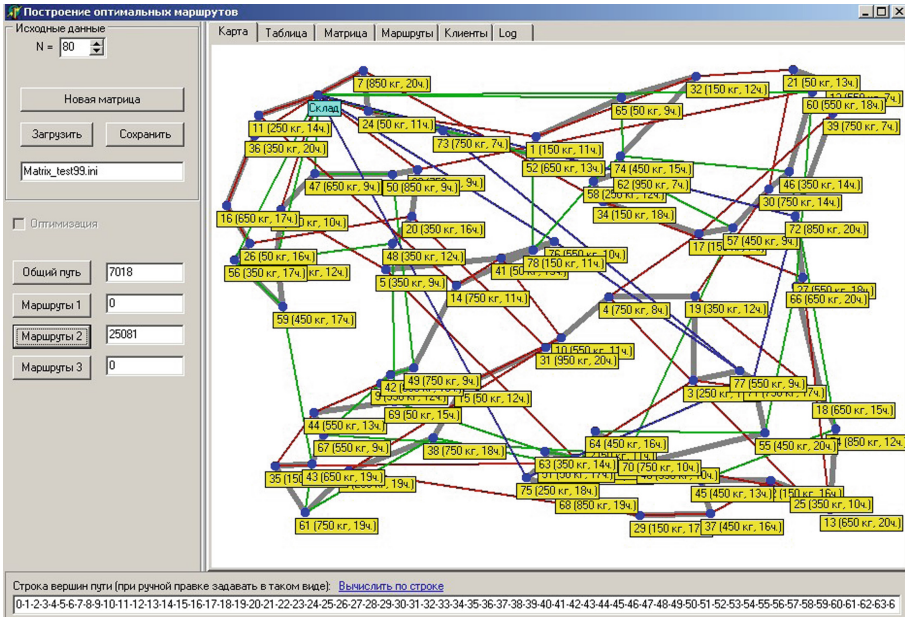 Построение оптимальных маршрутов
Исходные данные
N = 80
Новая матрица
Загрузить Сохранить
Matrix_test99.ini
Оптимизация
Общий путь 7018
Маршруты 1 0
Маршруты 2 25081
Маршруты 3 0
Карта Таблица Матрица Маршруты Клиенты Log
7 (850 кг, 20ч.)
32 (150 кг, 12ч.)
21 (50 кг, 13ч.)
Склад
65 (50 кг, 9ч.)
60 (550 кг, 18ч.)
11 (250 кг, 14ч.)
24 (50 кг, 11ч.)
39 (750 кг, 7ч.)
36 (350 кг, 20ч.)
73 (750 кг, 7ч.)
1 (150 кг, 11ч.)
52 (650 кг, 13ч.)
74 (450 кг, 15ч.)
47 (650 кг, 9ч.)
50 (850 кг, 9ч.)
62 (950 кг, 7ч.)
46 (350 кг, 14ч.)
30 (750 кг, 14ч.)
16 (650 кг, 17ч.)
34 (150 кг, 18ч.)
20 (350 кг, 16ч.)
72 (850 кг, 20ч.)
57 (450 кг, 9ч.)
26 (50 кг, 16ч.)
48 (350 кг, 12ч.)
78 (150 кг, 11ч.)
56 (350 кг, 17ч.)
5 (350 кг, 9ч.)
14 (750 кг, 11ч.)
66 (650 кг, 20ч.)
59 (450 кг, 17ч.)
4 (750 кг, 8ч.)
19 (350 кг, 12ч.)
31 (950 кг, 20ч.)
49 (750 кг, 9ч.)
77 (550 кг, 9ч.)
69 (50 кг, 15ч.)
18 (650 кг, 15ч.)
44 (550 кг, 13ч.)
67 (550 кг, 9ч.)
38 (750 кг, 18ч.)
64 (450 кг, 16ч.)
55 (450 кг, 20ч.)
63 (350 кг, 14ч.)
70 (750 кг, 10ч.)
43 (650 кг, 19ч.)
75 (250 кг, 18ч.)
45 (450 кг, 13ч.)
68 (850 кг, 19ч.)
25 (350 кг, 10ч.)
61 (750 кг, 19ч.)
37 (450 кг, 16ч.)
13 (650 кг, 20ч.)
Строка вершин пути (при ручной правке задавать в таком виде): Вычислить по строке
0-1-2-3-4-5-6-7-8-9-10-11-12-13-14-15-16-17-18-19-20-21-22-23-24-25-26-27-28-29-30-31-32-33-34-35-36-37-38-39-40-41-42-43-44-45-46-47-48-49-50-51-52-53-54-55-56-57-58-59-60-61-62-63-6